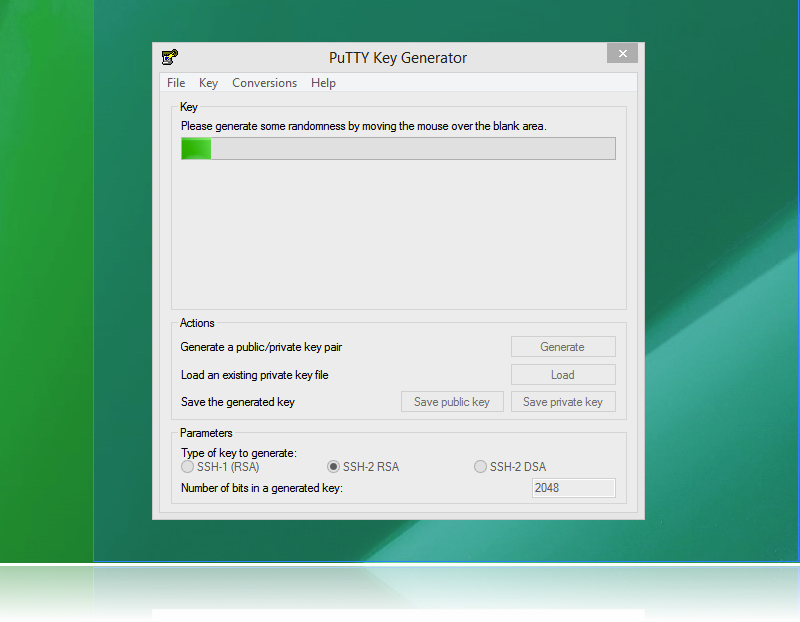 PuTTY Key Generator
File Key Conversions Help
Key
Please generate some randomness by moving the mouse over the blank area.
Actions
Generate a public/private key pair Generate
Load an existing private key file Load
Save the generated key Save public key Save private key
Parameters
Type of key to generate:
SSH-1 (RSA) SSH-2 RSA SSH-2 DSA
Number of bits in a generated key: 2048